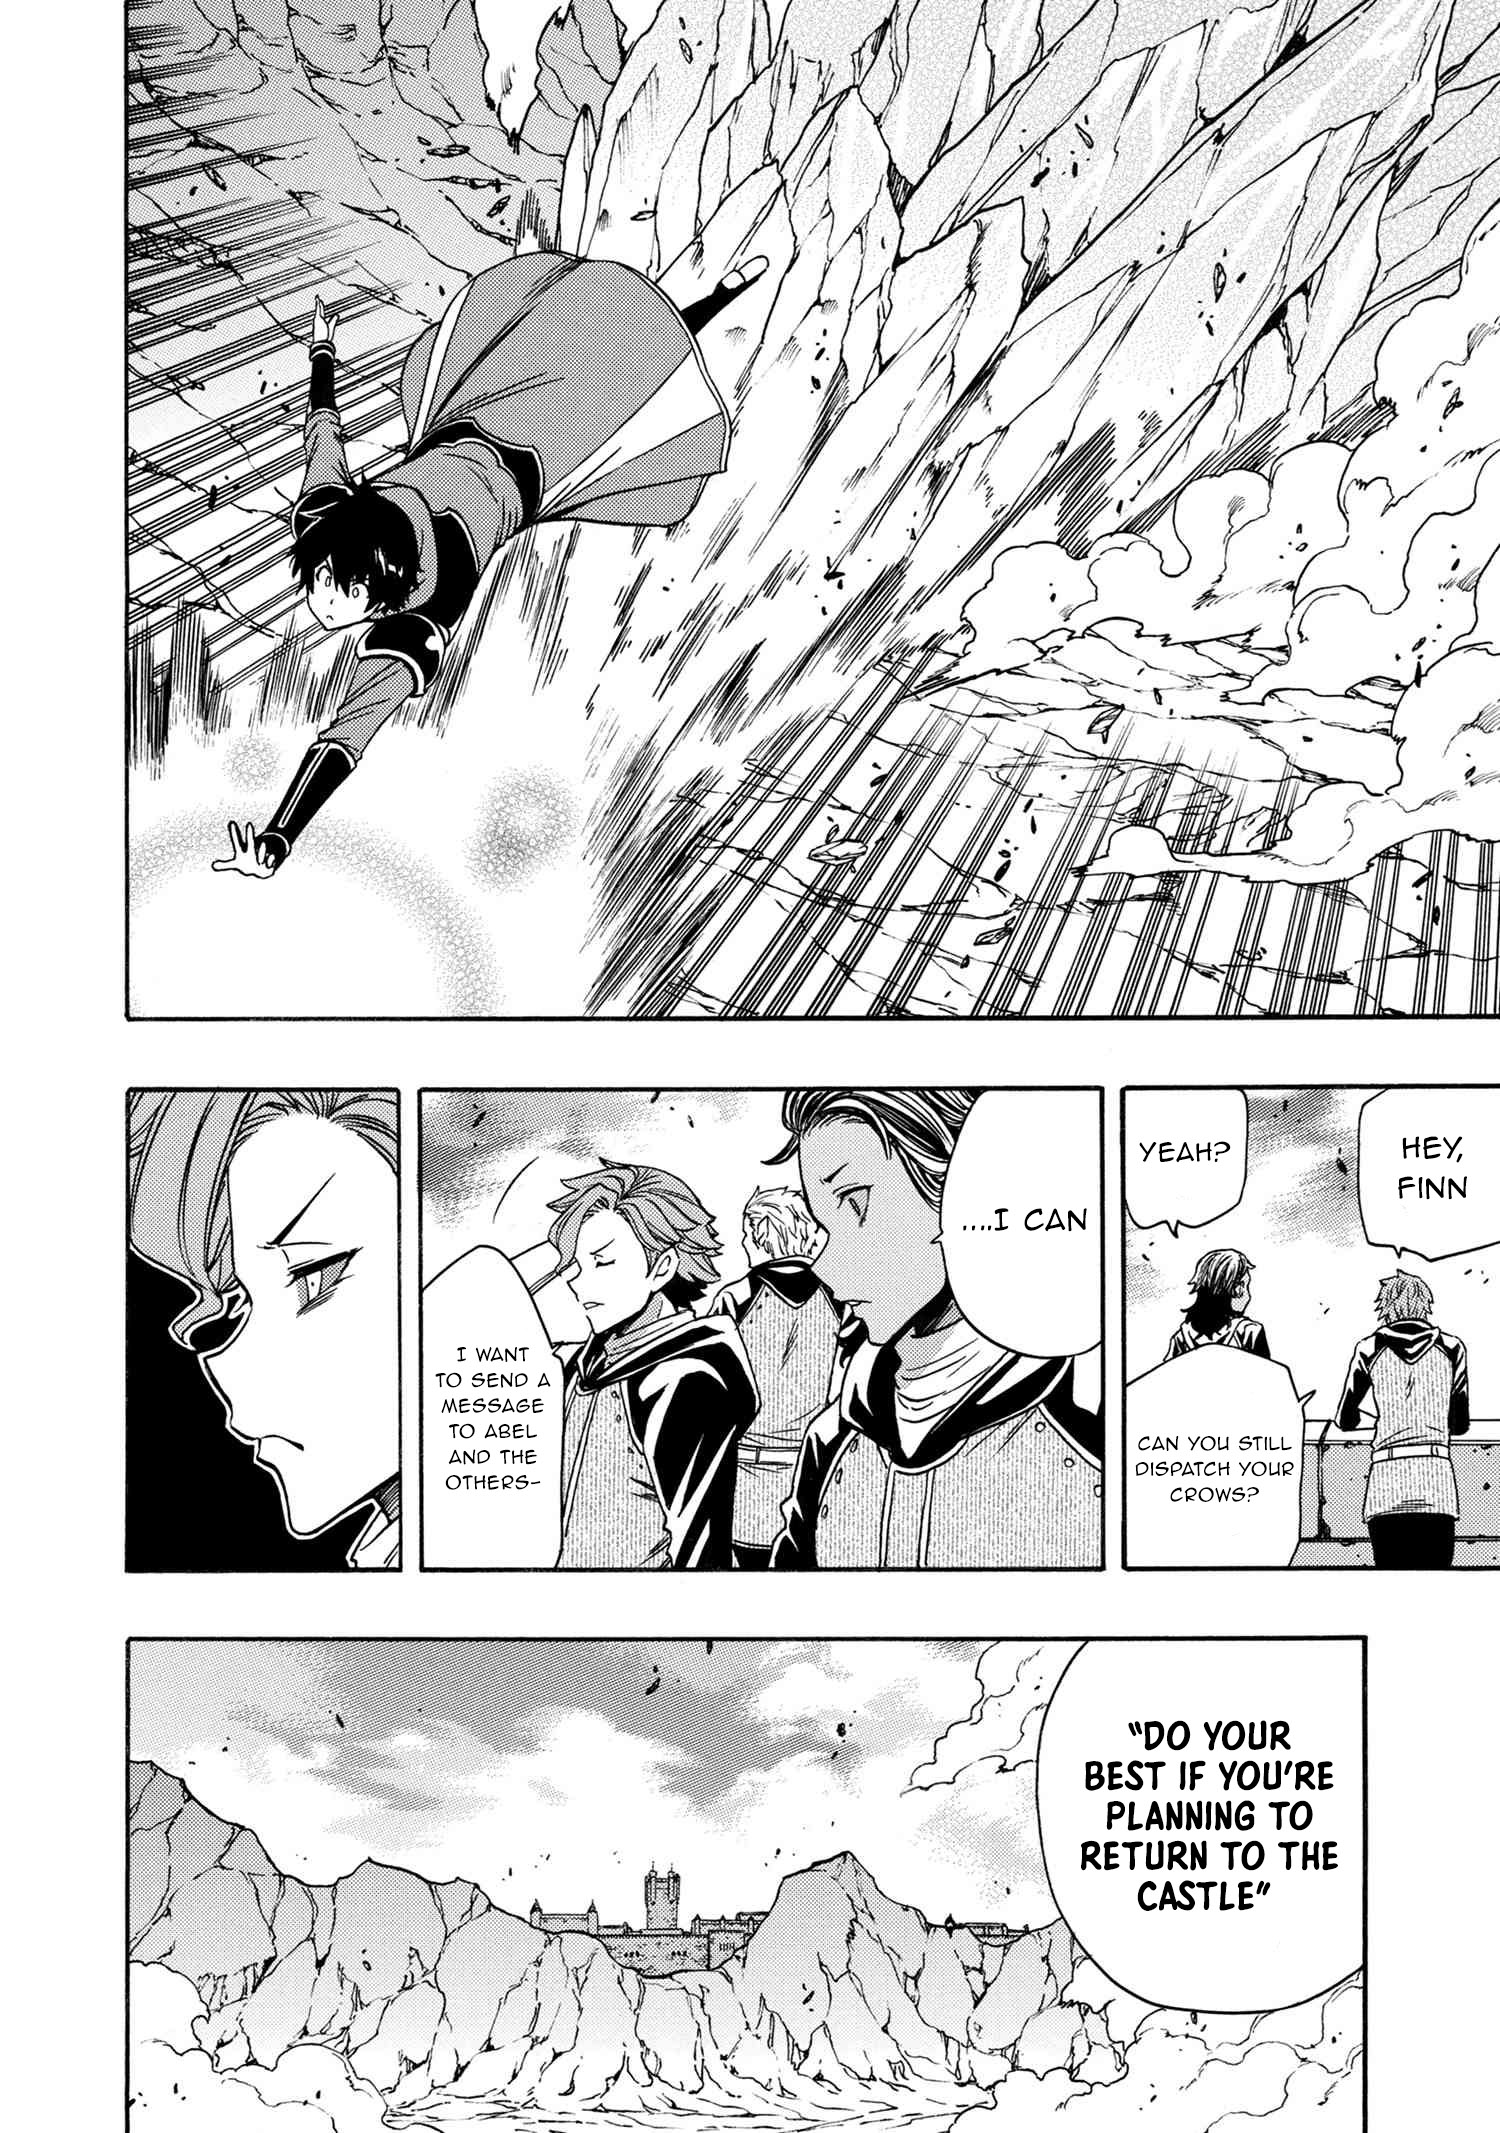 HEY,
FINN
YEAH?
CAN YOU STILL
DISPATCH YOUR
CROWS?
....I CAN
I WANT
TO SEND A
MESSAGE
TO ABEL
AND THE
OTHERS-
"DO YOUR
BEST IF YOU'RE
PLANNING TO
RETURN TO THE
CASTLE"